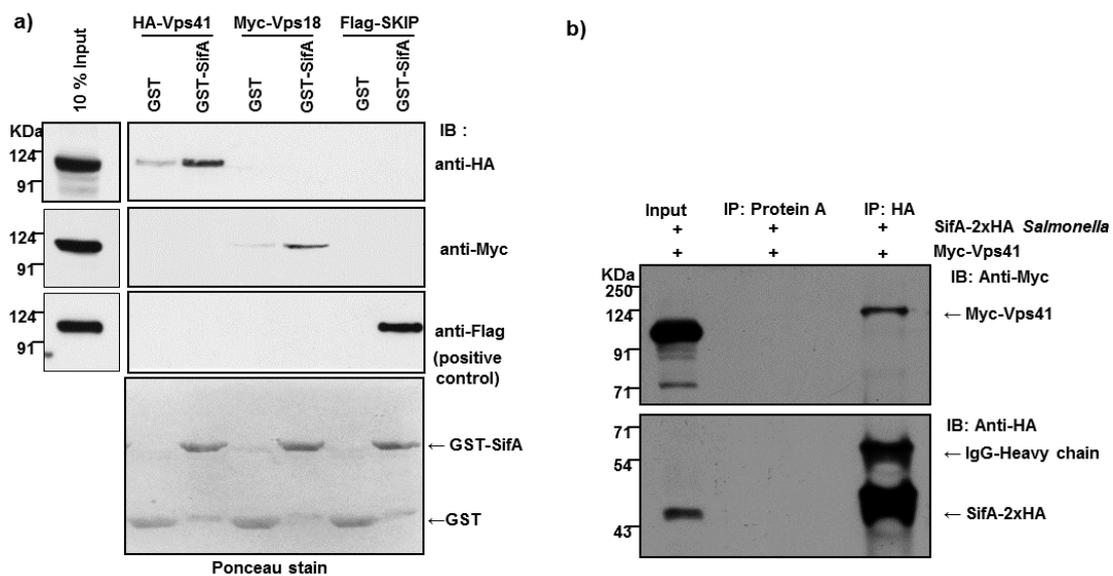 a)
HA-Vps41 Myc-Vps18 Flag-SKIP
10 % Input GST GST-SifA GST GST-SifA GST GST-SifA
KDa IB :
124
91
anti-HA
124
91
anti-Myc
124
91
anti-Flag
(positive
control)
← GST-SifA
←GST
Ponceau stain
b)
Input IP: Protein A IP: HA
+ + + SifA-2xHA Salmonella
+ + + Myc-Vps41
KDa IB: Anti-Myc
250
124
← Myc-Vps41
91
71
71 IB: Anti-HA
← IgG-Heavy chain
54
← SifA-2xHA
43